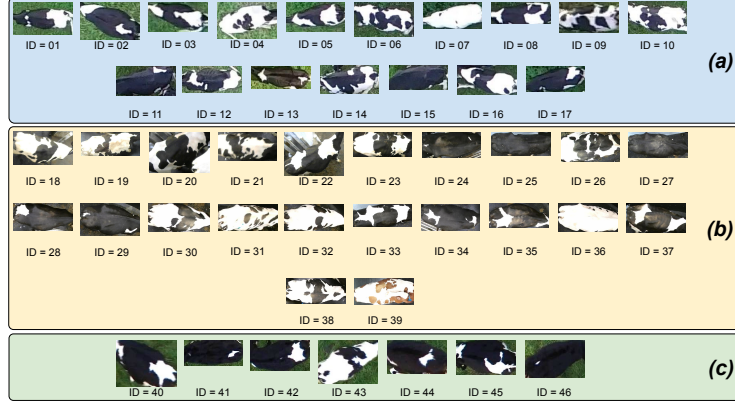 ID = 01 ID = 02 ID = 03 ID = 04 ID = 05 ID = 06 ID = 07 ID = 08 ID = 09 ID = 10
(a)
ID = 11 ID = 12 ID = 13 ID = 14 ID = 15 ID = 16 ID = 17
ID = 18 ID = 19 ID = 20 ID = 21 ID = 22 ID = 23 ID = 24 ID = 25 ID = 26 ID = 27
(b)
ID = 28 ID = 29 ID = 30 ID = 31 ID = 32 ID = 33 ID = 34 ID = 35 ID = 36 ID = 37
ID = 38 ID = 39
(c)
ID = 40 ID = 41 ID = 42 ID = 43 ID = 44 ID = 45 ID = 46